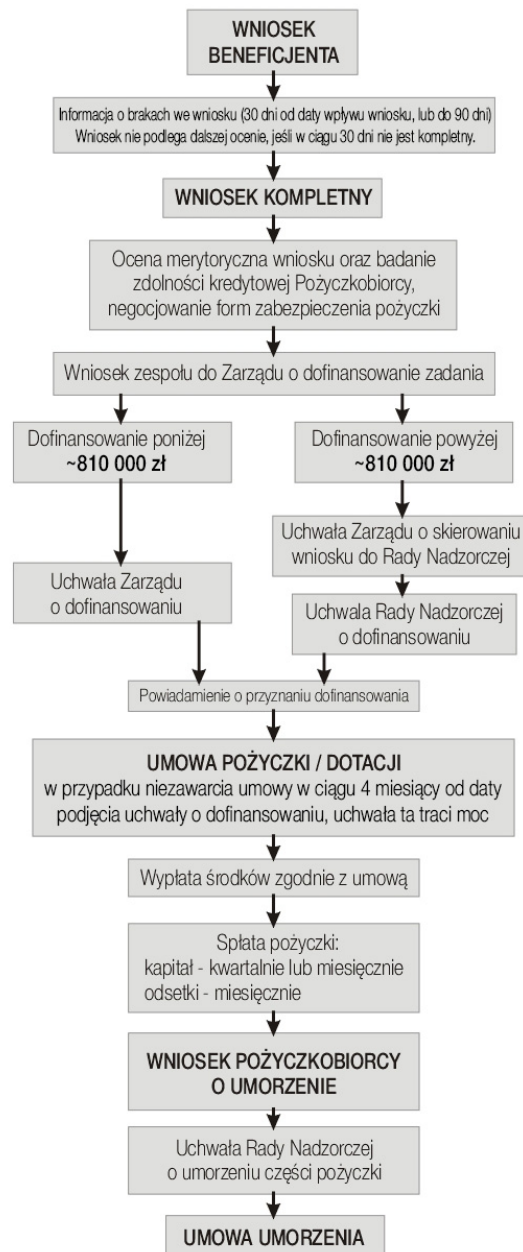 WNIOSEK
BENEFICJENTA
Informacja o brakach we wniosku (30 dni od daty wpływu wniosku, lub do 90 dni)
Wniosek nie podlega dalszej ocenie, jeśli w ciągu 30 dni nie jest kompletny.
WNIOSEK KOMPLETNY
Ocena merytoryczna wniosku oraz badanie
zdolności kredytowej Pożyczkobiorcy,
negocjowanie form zabezpieczenia pożyczki
Wniosek zespołu do Zarządu o dofinansowanie zadania
Dofinansowanie poniżej
~810 000 zł
Dofinansowanie powyżej
~810 000 zł
Uchwała Zarządu o skierowaniu
wniosku do Rady Nadzorczej
Uchwała Zarządu
o dofinansowaniu
Uchwala Rady Nadzorczej
o dofinansowaniu
Powiadamienie o przyznaniu dofinansowania
UMOWA POŻYCZKI / DOTACJI
w przypadku niezawarcia umowy w ciągu 4 miesięcy od daty
podjęcia uchwały o dofinansowaniu, uchwała ta traci moc
Wypłata środków zgodnie z umową
Spłata pożyczki:
kapitał - kwartalnie lub miesięcznie
odsetki - miesięcznie
WNIOSEK POŻYCZKOBIORCY
O UMORZENIE
Uchwała Rady Nadzorczej
o umorzeniu części pożyczki
UMOWA UMORZENIA